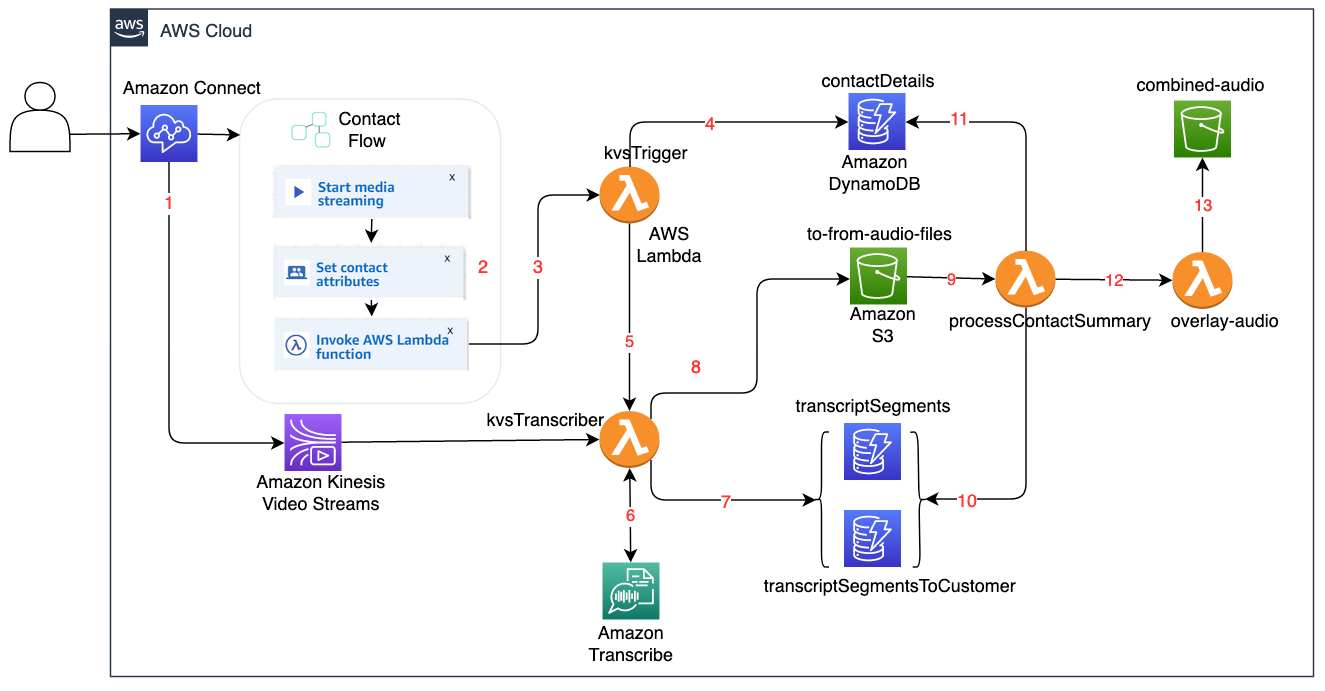 aws
AWS Cloud
Amazon Connect
Contact
Flow
x
Start media
streaming
x
Set contact
attributes
x
Invoke AWS Lambda
function
1
2
3
kvsTrigger
AWS
Lambda
4
contactDetails
Amazon
DynamoDB
11
combined-audio
13
to-from-audio-files
Amazon
S3
9
processContactSummary
12
overlay-audio
5
8
kvsTranscriber
Amazon Kinesis
Video Streams
6
7
transcriptSegments
10
transcriptSegmentsToCustomer
Amazon
Transcribe